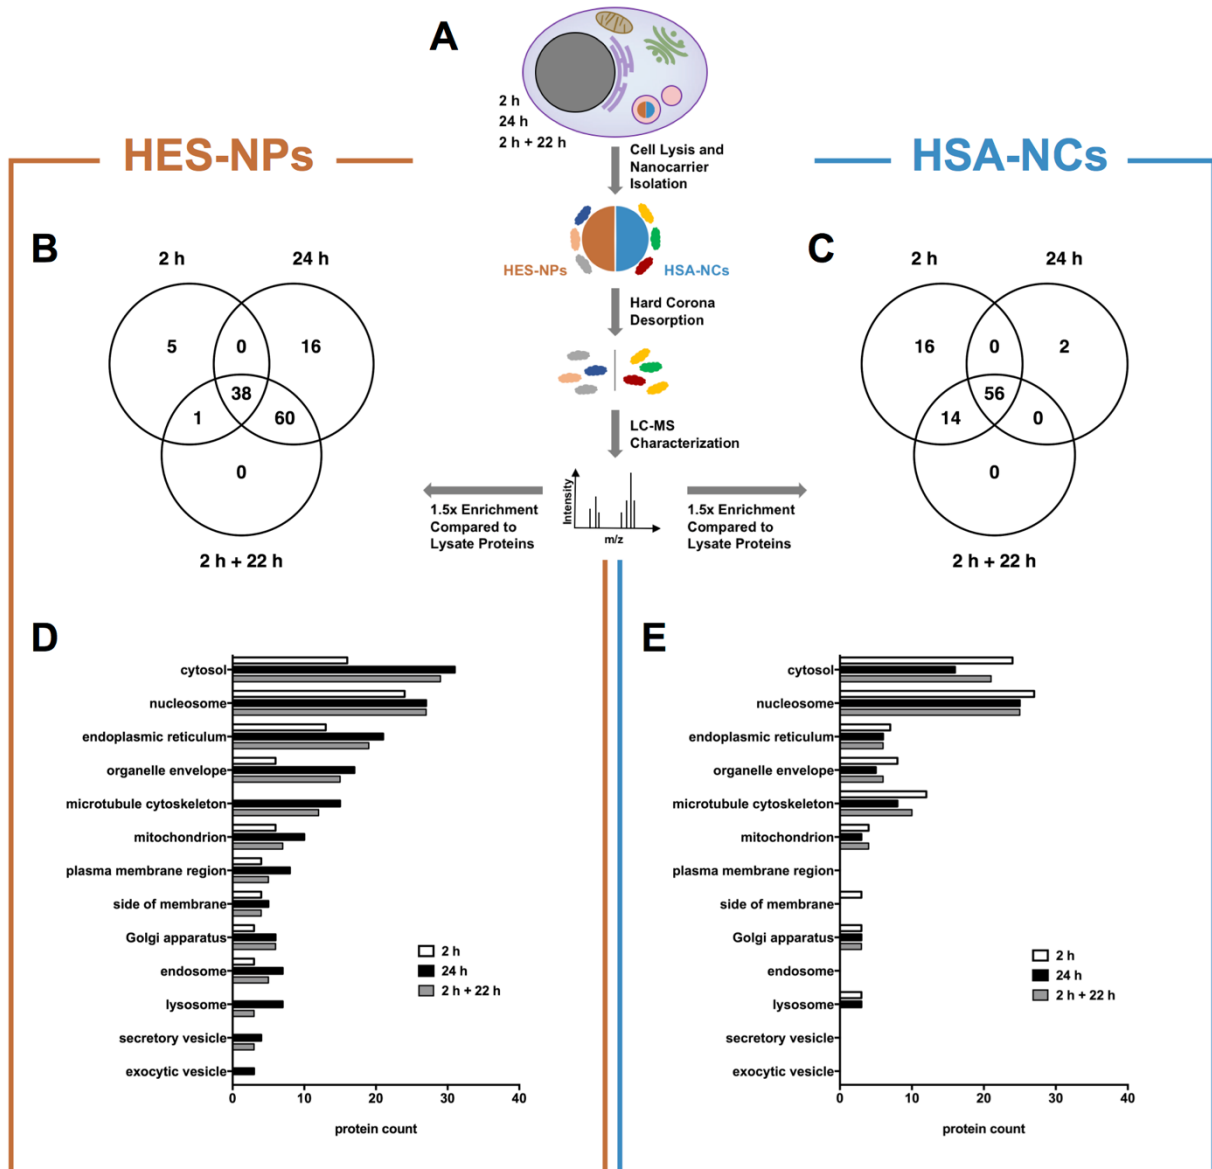 A
2 h
24 h
2 h + 22 h
Cell Lysis and
Nanocarrier
Isolation
HES-NPs
HSA-NCs
HES-NPs
HSA-NCs
Hard Corona
Desorption
LC-MS
Characterization
Intensity
m/z
1.5x Enrichment
Compared to
Lysate Proteins
1.5x Enrichment
Compared to
Lysate Proteins
B
2 h
24 h
5
0
16
38
1
60
0
2 h + 22 h
C
2 h
24 h
16
0
2
56
14
0
0
2 h + 22 h
D
cytosol
nucleosome
endoplasmic reticulum
organelle envelope
microtubule cytoskeleton
mitochondrion
plasma membrane region
side of membrane
Golgi apparatus
endosome
lysosome
secretory vesicle
exocytic vesicle
2 h
24 h
2 h + 22 h
0
10
20
30
40
protein count
E
cytosol
nucleosome
endoplasmic reticulum
organelle envelope
microtubule cytoskeleton
mitochondrion
plasma membrane region
side of membrane
Golgi apparatus
endosome
lysosome
secretory vesicle
exocytic vesicle
2 h
24 h
2 h + 22 h
0
10
20
30
40
protein count